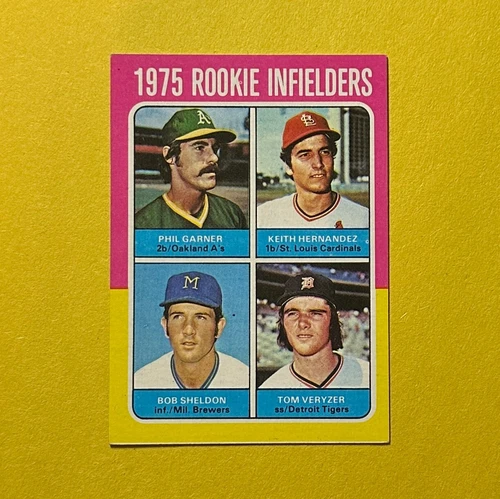 1975 ROOKIE INFIELDERS
A's
STL
PHIL GARNER
2b/Oakland A's
KEITH HERNANDEZ
1b/St. Louis Cardinals
M
D
BOB SHELDON
inf./Mil. Brewers
TOM VERYZER
ss/Detroit Tigers